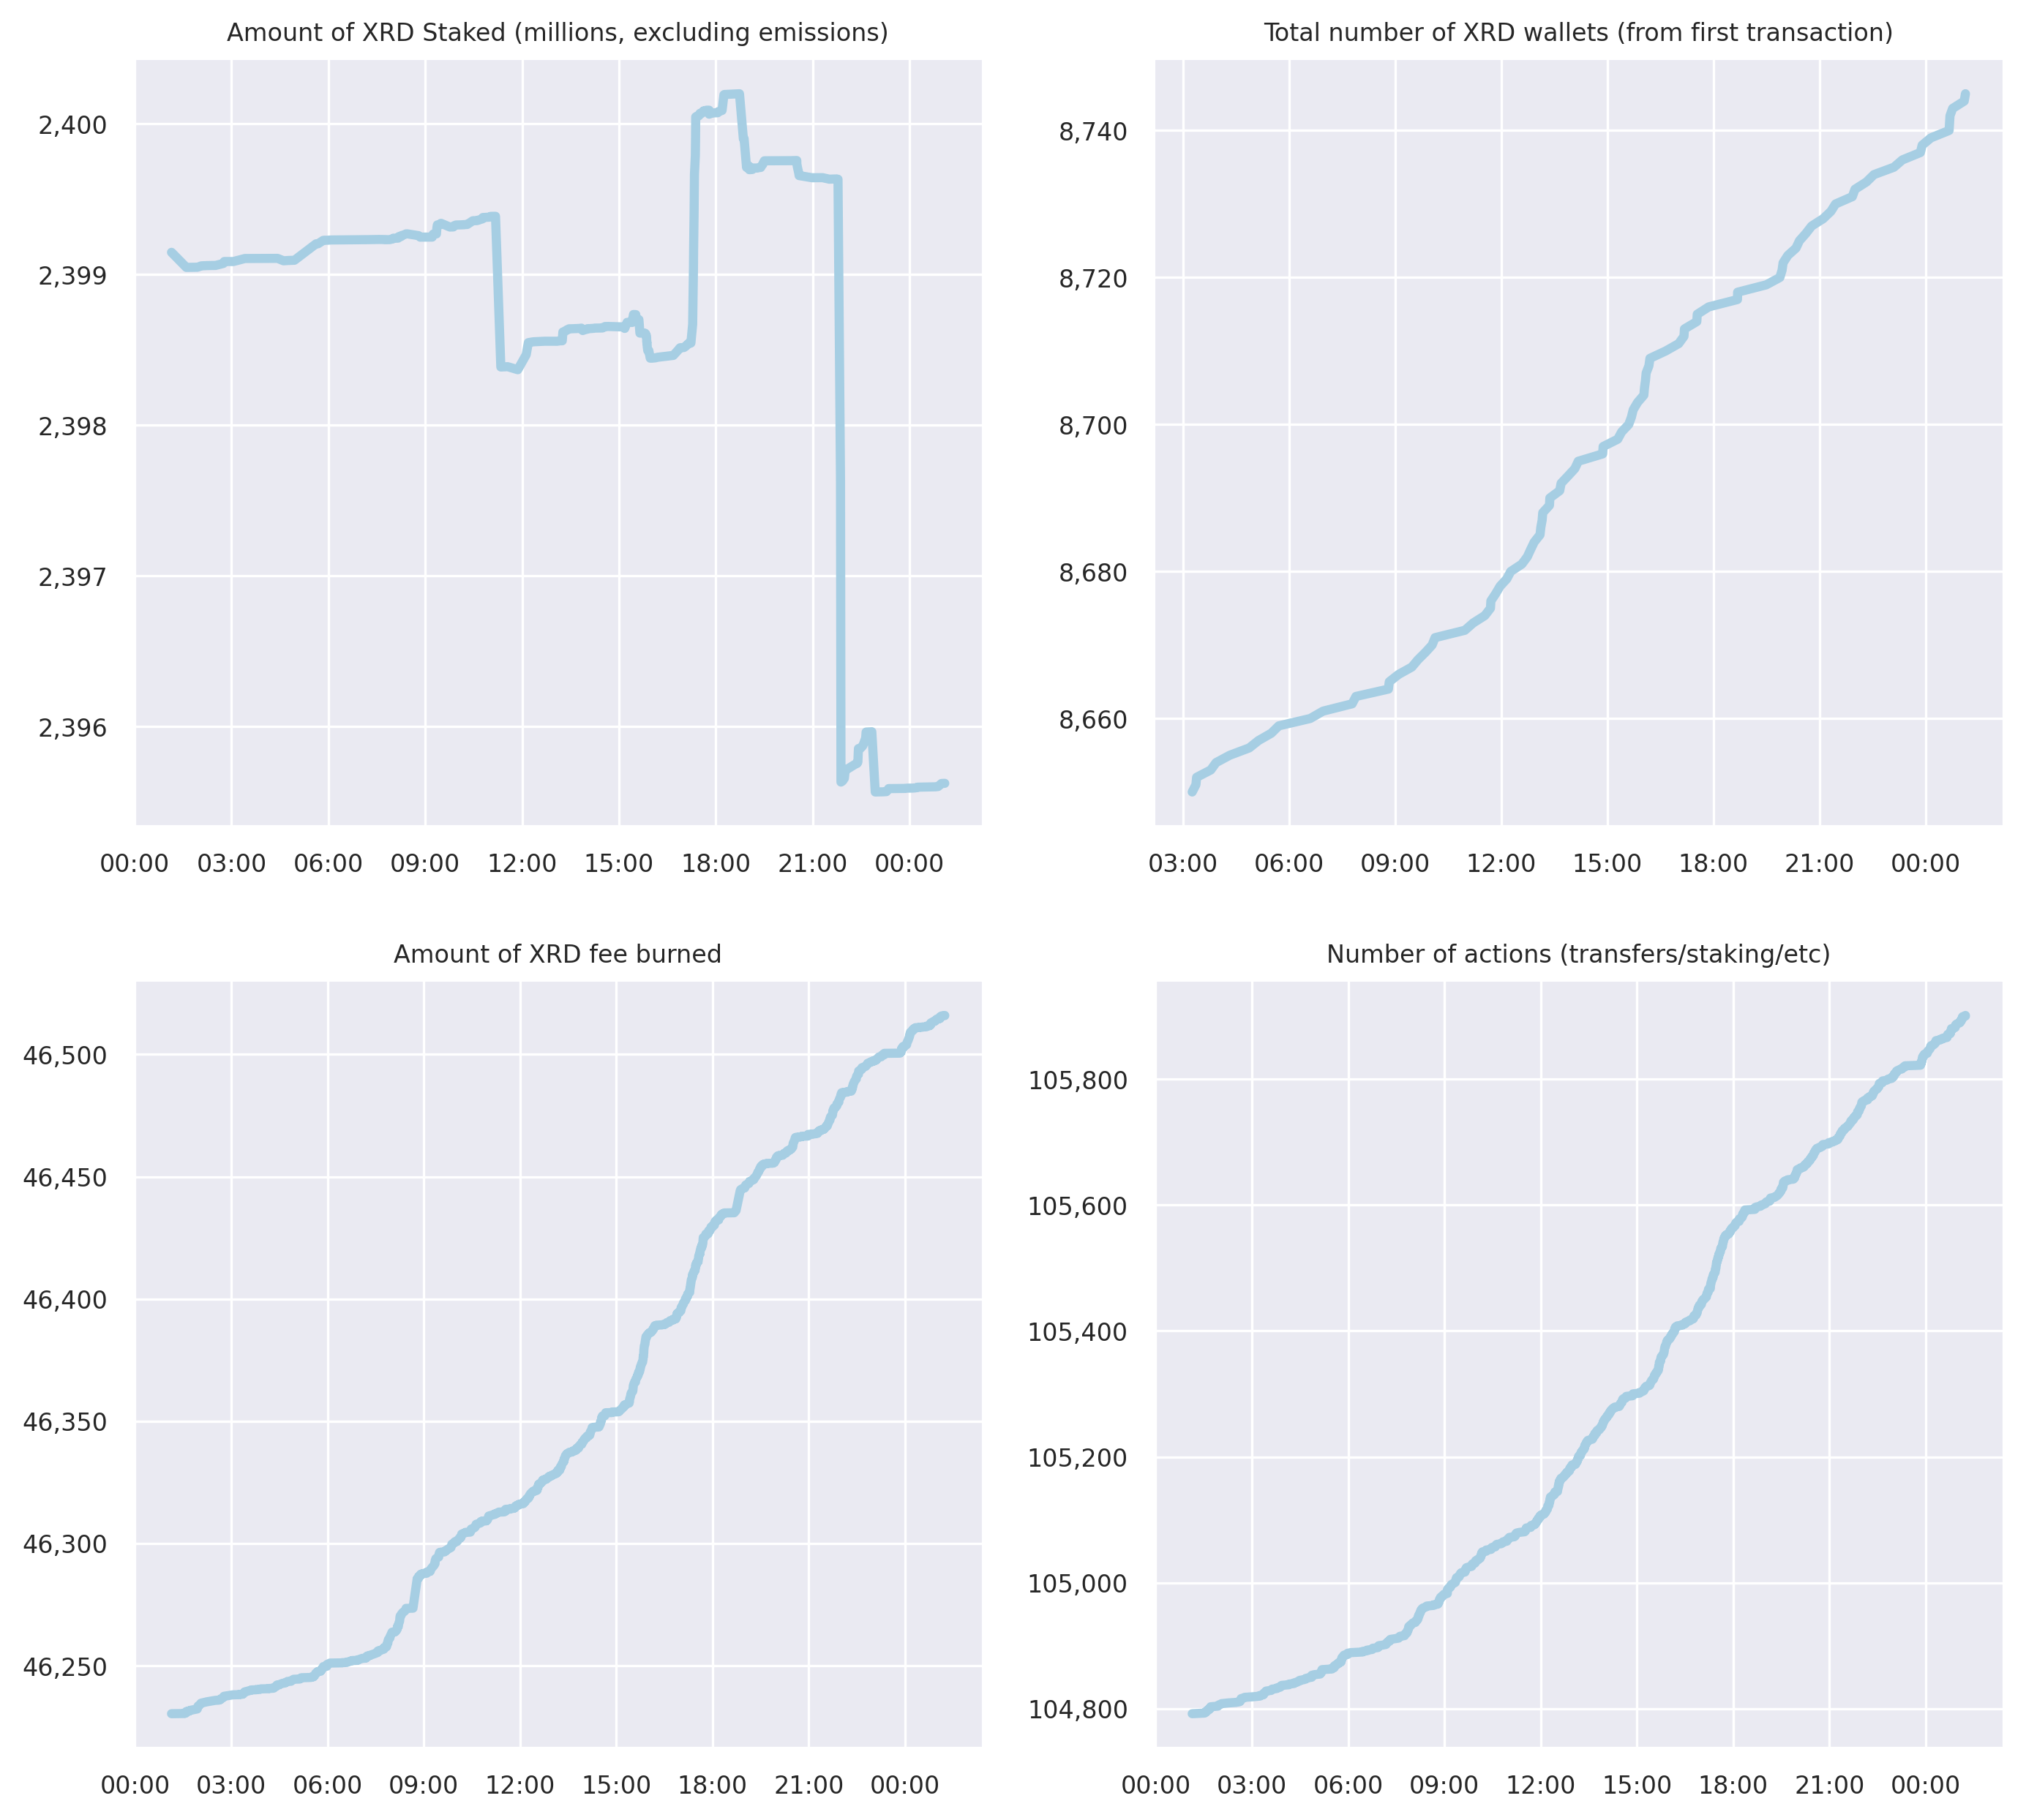 Amount of XRD Staked (millions, excluding emissions)
2,400
2,399
2,398
2,397
2,396
00:00 03:00 06:00 09:00 12:00 15:00 18:00 21:00 00:00
Total number of XRD wallets (from first transaction)
8,740
8,720
8,700
8,680
8,660
03:00 06:00 09:00 12:00 15:00 18:00 21:00 00:00
Amount of XRD fee burned
46,500
46,450
46,400
46,350
46,300
46,250
00:00 03:00 06:00 09:00 12:00 15:00 18:00 21:00 00:00
Number of actions (transfers/staking/etc)
105,800
105,600
105,400
105,200
105,000
104,800
00:00 03:00 06:00 09:00 12:00 15:00 18:00 21:00 00:00